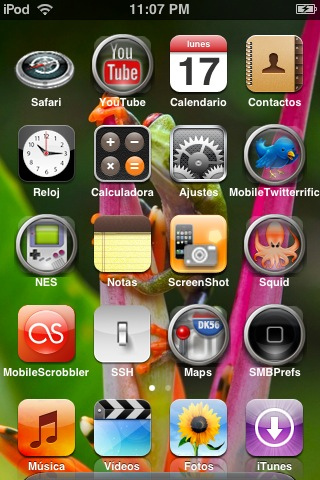 iPod 11:07 PM
You Tube lunes 17
Safari YouTube Calendario Contactos
Reloj Calculadora Ajustes MobileTwitterrific
NES Notas ScreenShot Squid
DK56
MobileScrobbler SSH Maps SMBPrefs
Música Vídeos Fotos iTunes